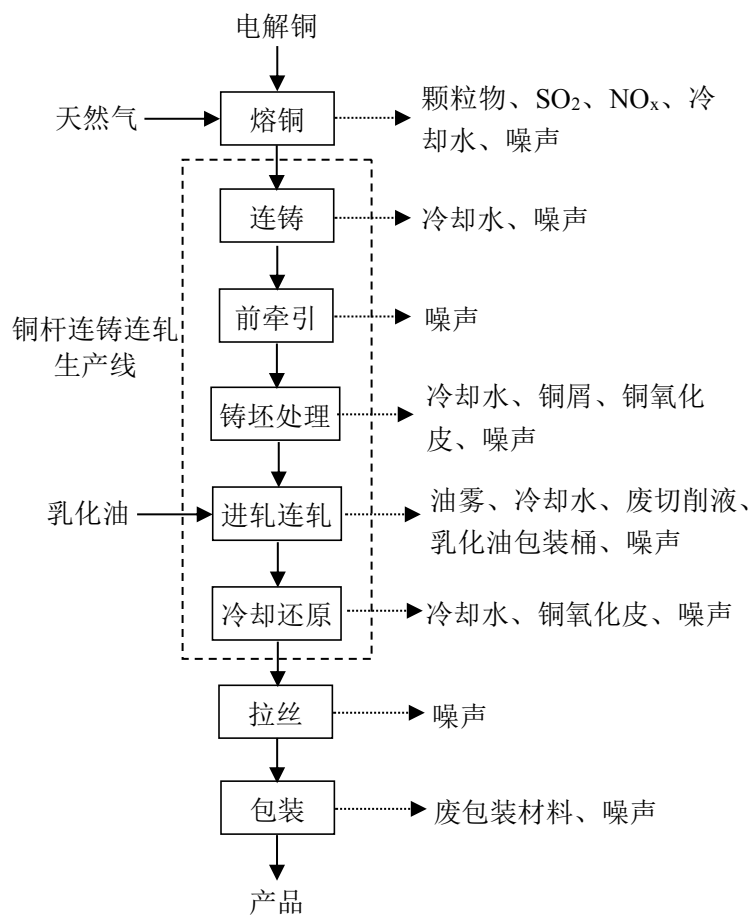 电解铜
天然气
熔铜
颗粒物、SO₂、NOₓ、冷
却水、噪声
连铸
冷却水、噪声
前牵引
噪声
铜杆连铸连轧
生产线
铸坯处理
冷却水、铜屑、铜氧化
皮、噪声
乳化油
进轧连轧
油雾、冷却水、废切削液、
乳化油包装桶、噪声
冷却还原
冷却水、铜氧化皮、噪声
拉丝
噪声
包装
废包装材料、噪声
产品